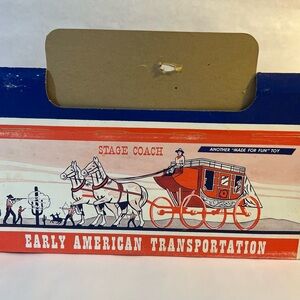 STAGE COACH
ANOTHER "MADE FOR FUN" TOY
EARLY AMERICAN TRANSPORTATION